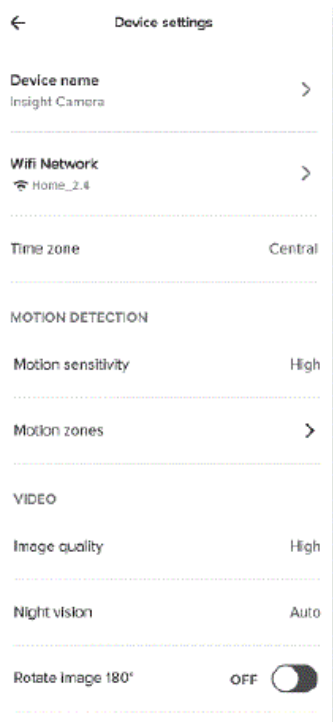 Device settings
Device name
Insight Camera
Wifi Network
Home_2.4
Time zone Central
MOTION DETECTION
Motion sensitivity High
Motion zones
VIDEO
Image quality High
Night vision Auto
Rotate image 180° OFF